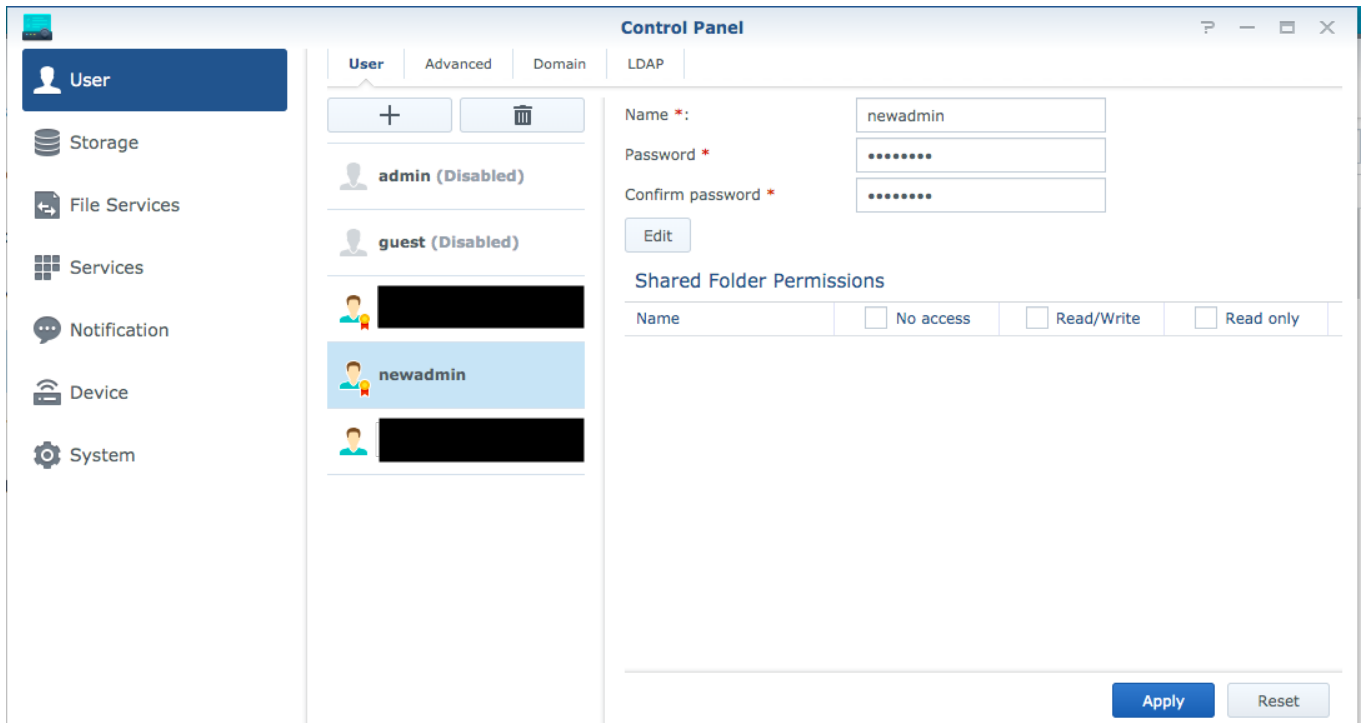 Control Panel
User
Storage
File Services
Services
Notification
Device
System
User Advanced Domain LDAP
admin (Disabled)
guest (Disabled)
newadmin
Name *: newadmin
Password * ••••••••
Confirm password * ••••••••
Edit
Shared Folder Permissions
Name No access Read/Write Read only
Apply Reset